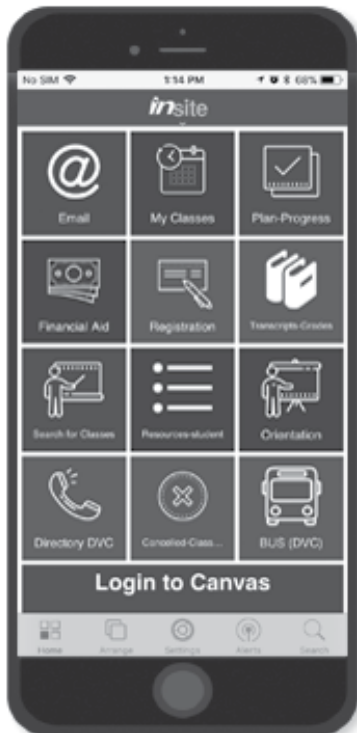 No SIM 1:14 PM 68%
insite
Email My Classes Plan-Progress
Financial Aid Registration Transcripts-Grades
Search for Classes Resources-student Orientation
Directory DVC Cancelled-Class... BUS (DVC)
Login to Canvas
Home Arrange Settings Alerts Search